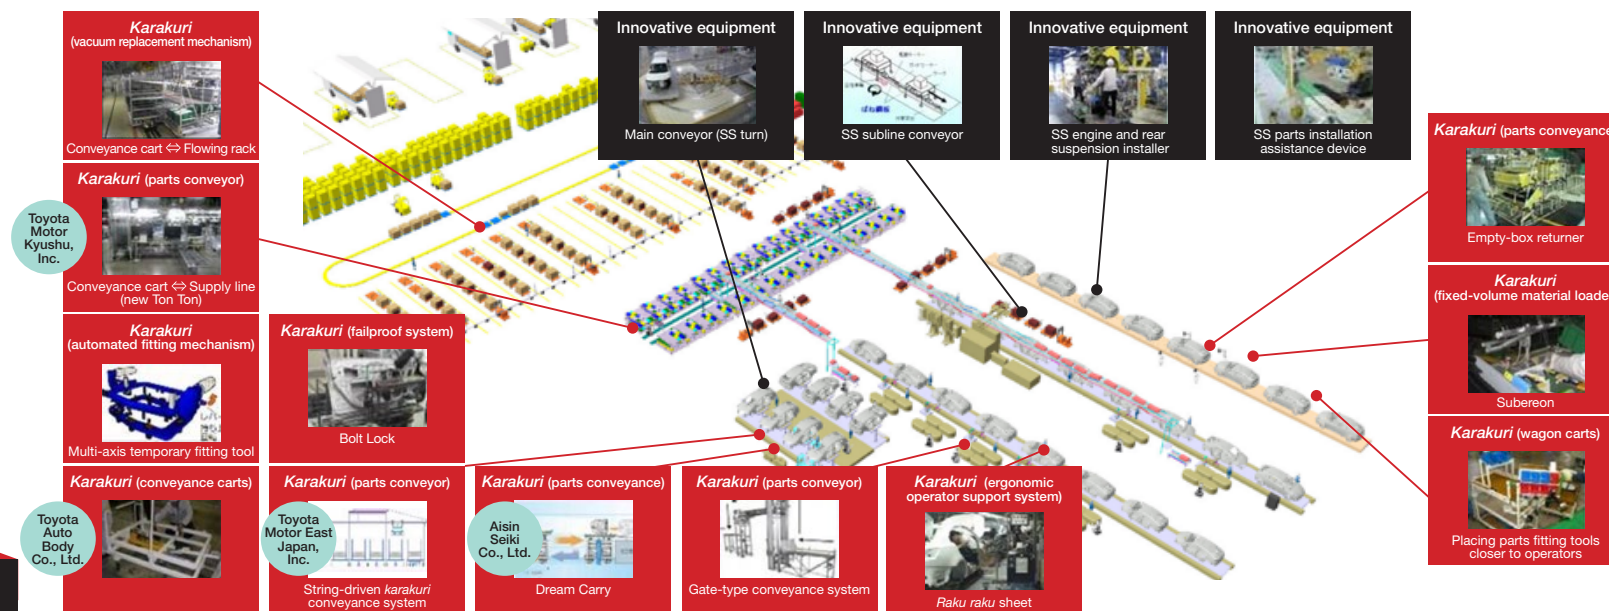 Karakuri
(vacuum replacement mechanism)
Conveyance cart ⇔ Flowing rack
Karakuri (parts conveyor)
Toyota
Motor
Kyushu,
Inc.
Conveyance cart ⇔ Supply line
(new Ton Ton)
Karakuri
(automated fitting mechanism)
Multi-axis temporary fitting tool
Karakuri (failproof system)
Bolt Lock
Karakuri (conveyance carts)
Toyota
Auto
Body
Co., Ltd.
Karakuri (parts conveyor)
Toyota
Motor East
Japan,
Inc.
String-driven karakuri
conveyance system
Karakuri (parts conveyance)
Aisin
Seiki
Co., Ltd.
Dream Carry
Karakuri (parts conveyor)
Gate-type conveyance system
Karakuri (ergonomic
operator support system)
Raku raku sheet
Innovative equipment
Main conveyor (SS turn)
Innovative equipment
SS subline conveyor
Innovative equipment
SS engine and rear
suspension installer
Innovative equipment
SS parts installation
assistance device
Karakuri (parts conveyance
Empty-box returner
Karakuri
(fixed-volume material loade
Subereon
Karakuri (wagon carts)
Placing parts fitting tools
closer to operators